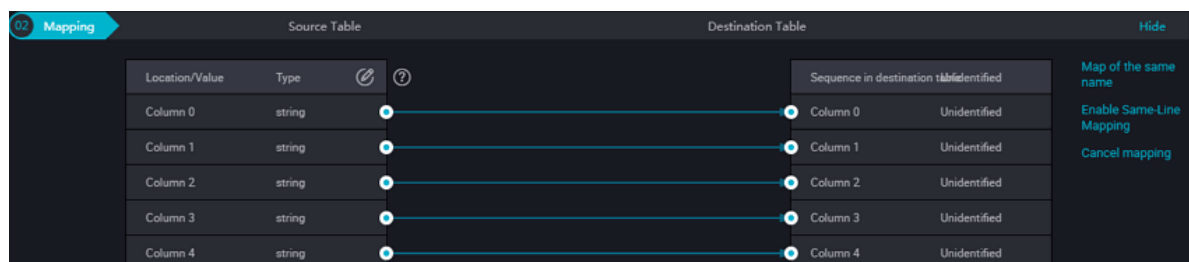 02 Mapping Source Table Destination Table Hide
Location/Value Type Sequence in destination table Unidentified
Map of the same
name
Column 0 string Column 0 Unidentified
Enable Same-Line
Mapping
Column 1 string Column 1 Unidentified
Cancel mapping
Column 2 string Column 2 Unidentified
Column 3 string Column 3 Unidentified
Column 4 string Column 4 Unidentified